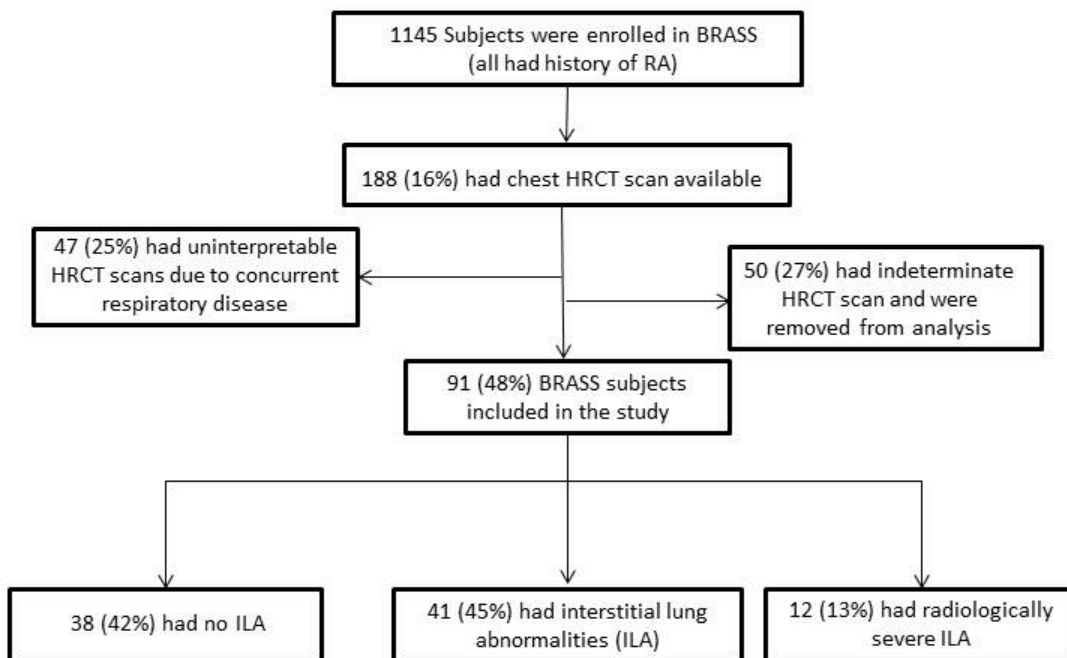 1145 Subjects were enrolled in BRASS
(all had history of RA)
188 (16%) had chest HRCT scan available
47 (25%) had uninterpretable
HRCT scans due to concurrent
respiratory disease
50 (27%) had indeterminate
HRCT scan and were
removed from analysis
91 (48%) BRASS subjects
included in the study
38 (42%) had no ILA
41 (45%) had interstitial lung
abnormalities (ILA)
12 (13%) had radiologically
severe ILA